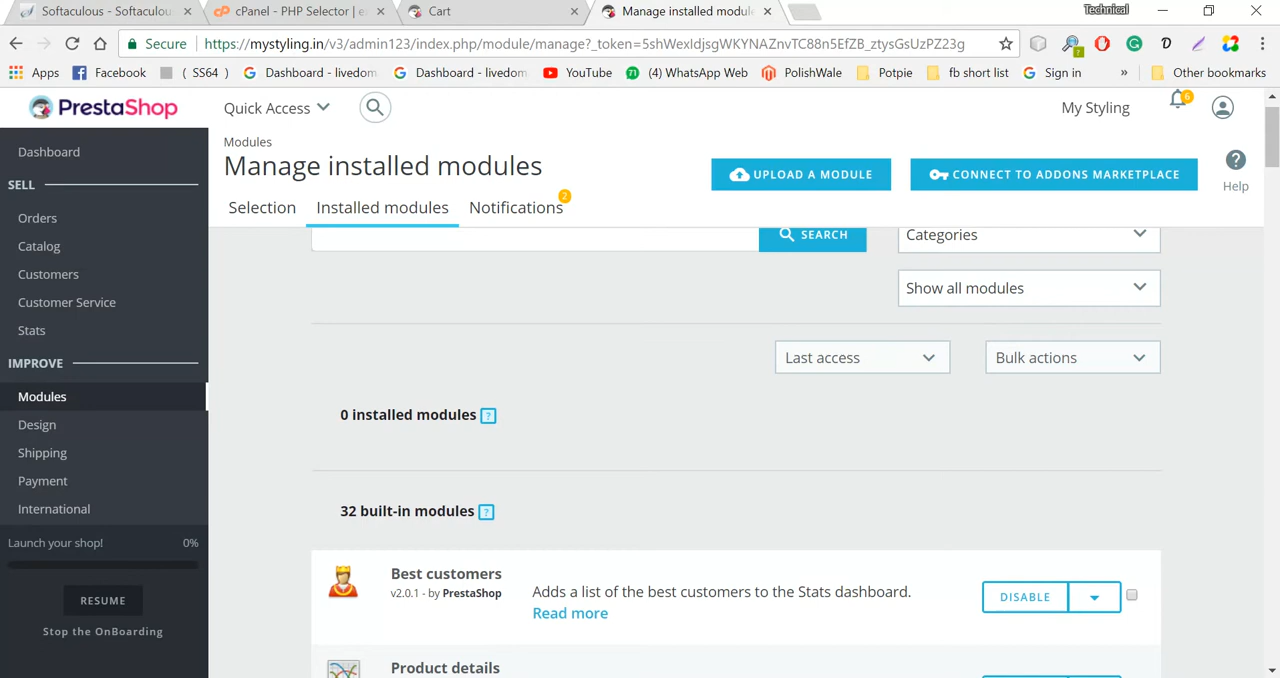 Softaculous - Softaculou
cPanel - PHP Selector | e
Cart
Manage installed modul
Technical
Secure
https://mystyling.in/v3/admin123/index.php/module/manage?_token=5shWexIdjsgWKYNAZnvTC88n5EfZB_ztysGsUzPZ23g
Apps
Facebook
( SS64 )
Dashboard - livedom
Dashboard - livedom
YouTube
(4) WhatsApp Web
PolishWale
Potpie
fb short list
Sign in
»
Other bookmarks
PrestaShop
Quick Access
My Styling
6
Modules
Manage installed modules
UPLOAD A MODULE
CONNECT TO ADDONS MARKETPLACE
Help
Selection
Installed modules
Notifications
2
Dashboard
SELL
Orders
Catalog
Customers
Customer Service
Stats
IMPROVE
Modules
Design
Shipping
Payment
International
Launch your shop! 0%
RESUME
Stop the OnBoarding
SEARCH
Categories
Show all modules
Last access
Bulk actions
0 installed modules ?
32 built-in modules ?
Best customers
v2.0.1 - by PrestaShop
Adds a list of the best customers to the Stats dashboard.
Read more
DISABLE
Product details